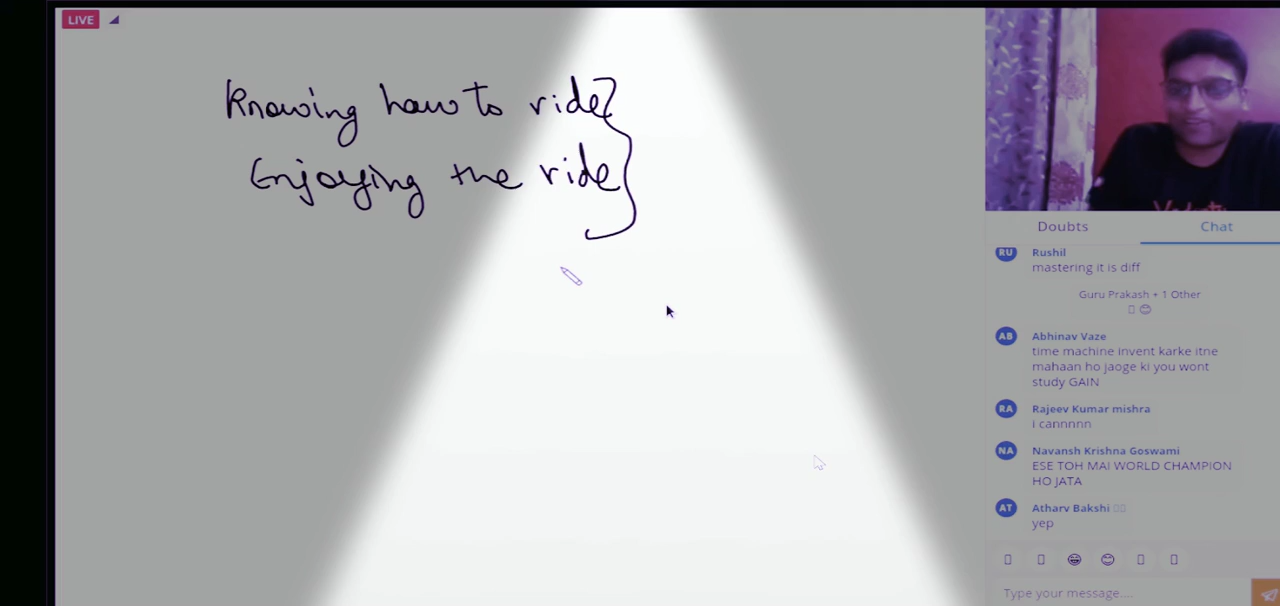 LIVE
Knowing how to ride
Enjoying the ride
Doubts
Chat
RU
Rushil
mastering it is diff
Guru Prakash + 1 Other
AB
Abhinav Vaze
time machine invent karke itne
mahaan ho jaoge ki you wont
study GAIN
RA
Rajeev Kumar mishra
i cannnnn
NA
Navansh Krishna Goswami
ESE TOH MAI WORLD CHAMPION
HO JATA
AT
Atharv Bakshi
yep
Type your message....